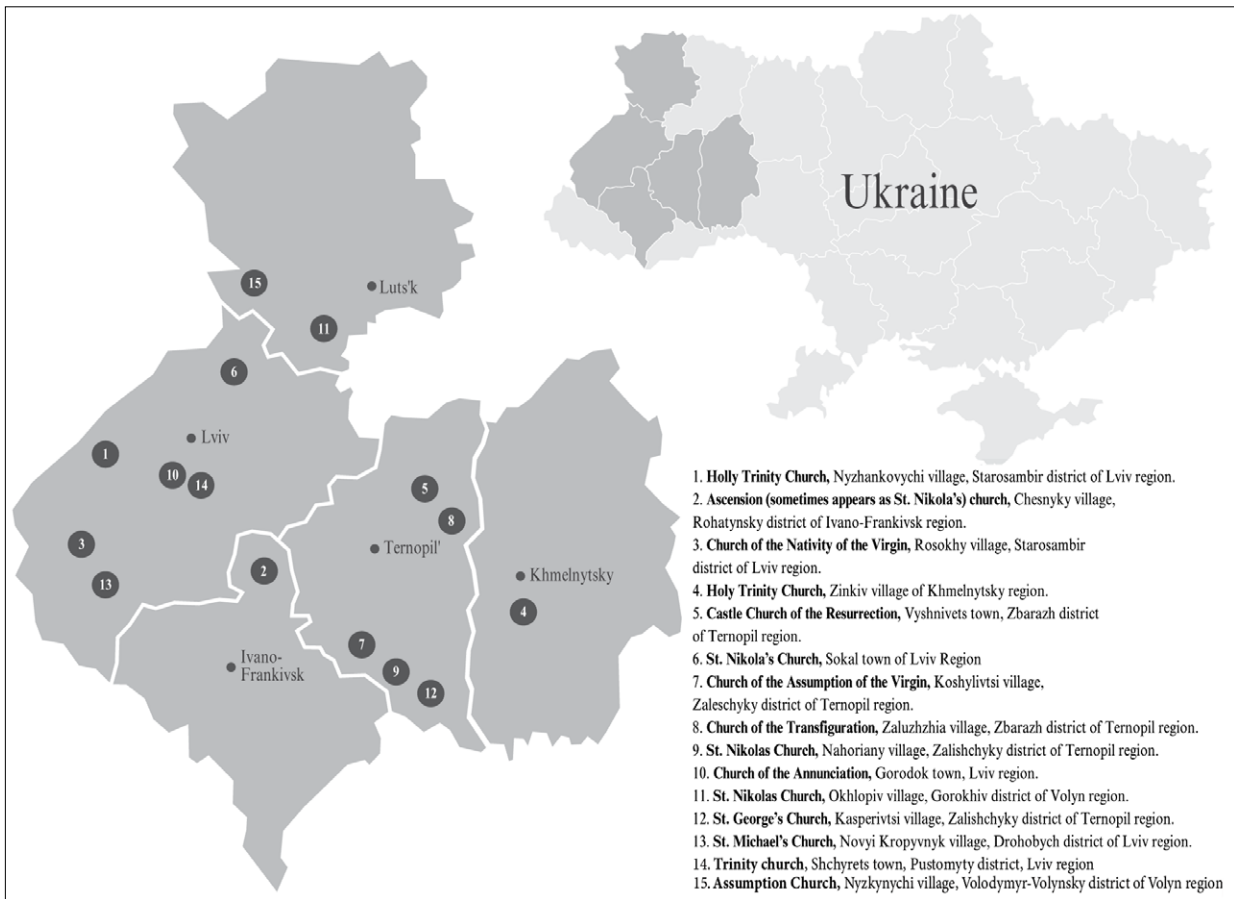 Ukraine
15
Luts'k
11
6
Lviv
1
10
14
5
8
3
Ternopil'
2
13
Khmelnytsky
4
7
Ivano-
Frankivsk
9
12
1. Holly Trinity Church, Nyzhankovychi village, Starosambir district of Lviv region.
2. Ascension (sometimes appears as St. Nikola's) church, Chesnyky village,
Rohatynsky district of Ivano-Frankivsk region.
3. Church of the Nativity of the Virgin, Rosokhy village, Starosambir
district of Lviv region.
4. Holy Trinity Church, Zinkiv village of Khmelnytsky region.
5. Castle Church of the Resurrection, Vyshnivets town, Zbarazh district
of Ternopil region.
6. St. Nikola's Church, Sokal town of Lviv Region
7. Church of the Assumption of the Virgin, Koshylivtsi village,
Zaleschyky district of Ternopil region.
8. Church of the Transfiguration, Zaluzhzhia village, Zbarazh district of Ternopil region.
9. St. Nikolas Church, Nahoriany village, Zalishchyky district of Ternopil region.
10. Church of the Annunciation, Gorodok town, Lviv region.
11. St. Nikolas Church, Okhlopiv village, Gorokhiv district of Volyn region.
12. St. George's Church, Kasperivtsi village, Zalishchyky district of Ternopil region.
13. St. Michael's Church, Novyi Kropyvnyk village, Drohobych district of Lviv region.
14. Trinity church, Shchyrets town, Pustomyty district, Lviv region
15. Assumption Church, Nyzkynychi village, Volodymyr-Volynsky district of Volyn region